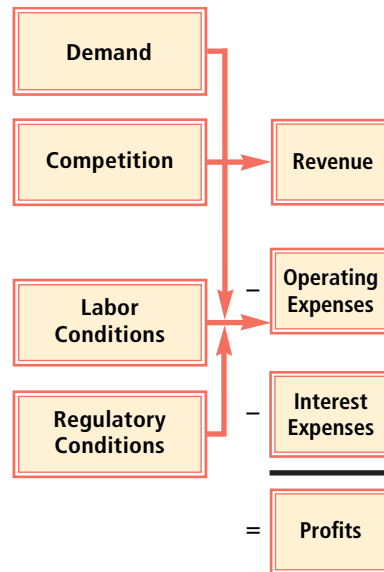 Demand
Competition
Revenue
Labor
Conditions
–
Operating
Expenses
Regulatory
Conditions
–
Interest
Expenses
=
Profits